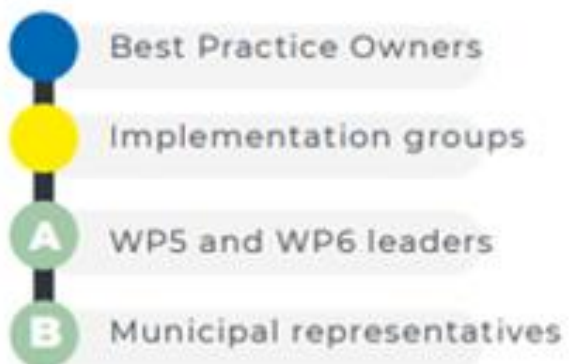 Best Practice Owners
Implementation groups
A WP5 and WP6 leaders
B Municipal representatives